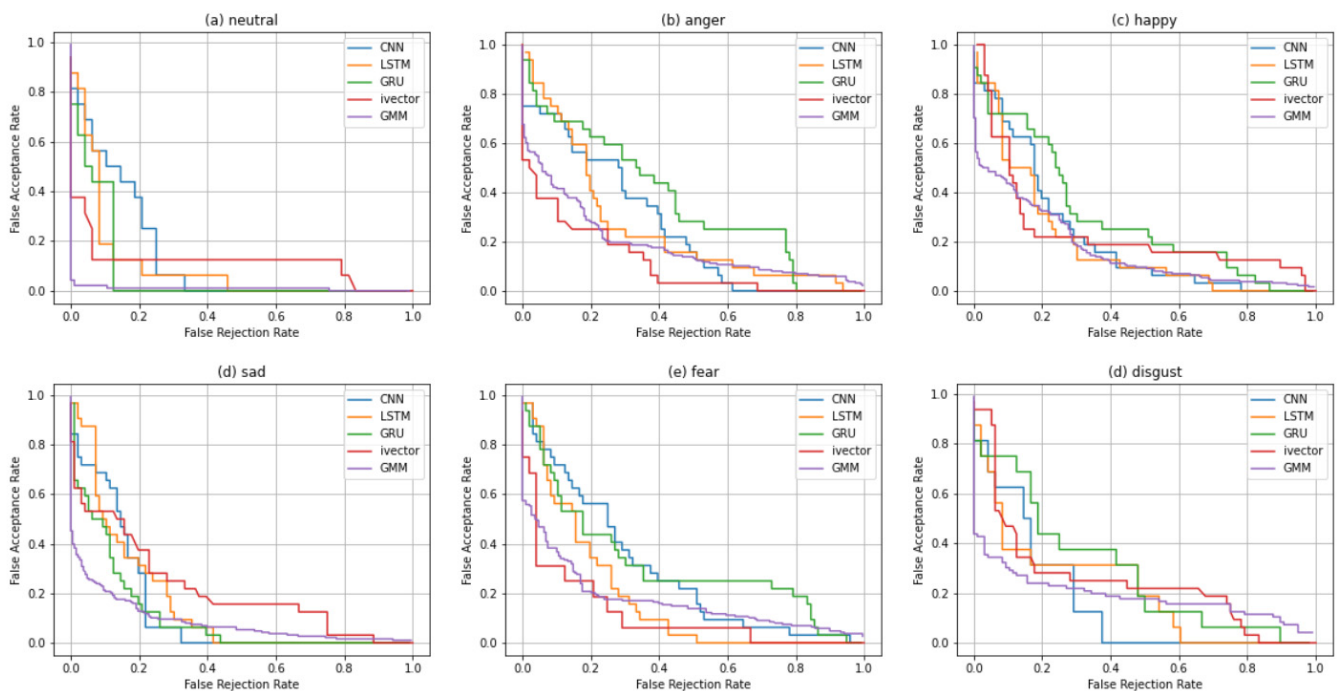 (a) neutral
1.0
0.8
0.6
0.4
0.2
0.0
False Acceptance Rate
CNN
LSTM
GRU
ivector
GMM
0.0 0.2 0.4 0.6 0.8 1.0
False Rejection Rate
(b) anger
1.0
0.8
0.6
0.4
0.2
0.0
False Acceptance Rate
CNN
LSTM
GRU
ivector
GMM
0.0 0.2 0.4 0.6 0.8 1.0
False Rejection Rate
(c) happy
1.0
0.8
0.6
0.4
0.2
0.0
False Acceptance Rate
CNN
LSTM
GRU
ivector
GMM
0.0 0.2 0.4 0.6 0.8 1.0
False Rejection Rate
(d) sad
1.0
0.8
0.6
0.4
0.2
0.0
False Acceptance Rate
CNN
LSTM
GRU
ivector
GMM
0.0 0.2 0.4 0.6 0.8 1.0
False Rejection Rate
(e) fear
1.0
0.8
0.6
0.4
0.2
0.0
False Acceptance Rate
CNN
LSTM
GRU
ivector
GMM
0.0 0.2 0.4 0.6 0.8 1.0
False Rejection Rate
(d) disgust
1.0
0.8
0.6
0.4
0.2
0.0
False Acceptance Rate
CNN
LSTM
GRU
ivector
GMM
0.0 0.2 0.4 0.6 0.8 1.0
False Rejection Rate